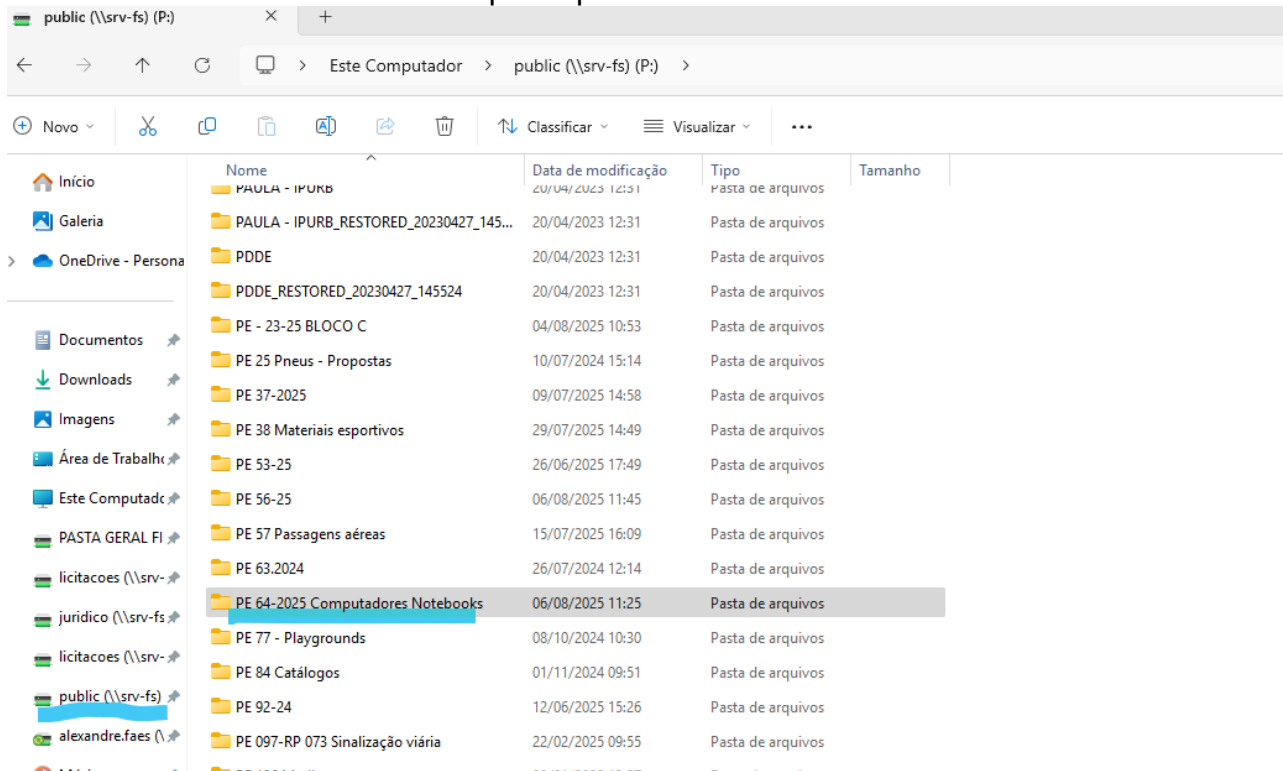 public (\\srv-fs) (P:)
Este Computador > public (\\srv-fs) (P:) >
Novo
Classificar
Visualizar
Nome Data de modificação Tipo Tamanho
Início
Galeria
OneDrive - Persona
Documentos
Downloads
Imagens
Área de Trabalho
Este Computadc
PASTA GERAL FI
licitacoes (\\srv-
juridico (\\srv-fs
licitacoes (\\srv-
public (\\srv-fs)
alexandre.faes (\
PAULA - IPURB 20/04/2023 12:31 Pasta de arquivos
PAULA - IPURB_RESTORED_20230427_145... 20/04/2023 12:31 Pasta de arquivos
PDDE 20/04/2023 12:31 Pasta de arquivos
PDDE_RESTORED_20230427_145524 20/04/2023 12:31 Pasta de arquivos
PE - 23-25 BLOCO C 04/08/2025 10:53 Pasta de arquivos
PE 25 Pneus - Propostas 10/07/2024 15:14 Pasta de arquivos
PE 37-2025 09/07/2025 14:58 Pasta de arquivos
PE 38 Materiais esportivos 29/07/2025 14:49 Pasta de arquivos
PE 53-25 26/06/2025 17:49 Pasta de arquivos
PE 56-25 06/08/2025 11:45 Pasta de arquivos
PE 57 Passagens aéreas 15/07/2025 16:09 Pasta de arquivos
PE 63.2024 26/07/2024 12:14 Pasta de arquivos
PE 64-2025 Computadores Notebooks 06/08/2025 11:25 Pasta de arquivos
PE 77 - Playgrounds 08/10/2024 10:30 Pasta de arquivos
PE 84 Catálogos 01/11/2024 09:51 Pasta de arquivos
PE 92-24 12/06/2025 15:26 Pasta de arquivos
PE 097-RP 073 Sinalização viária 22/02/2025 09:55 Pasta de arquivos